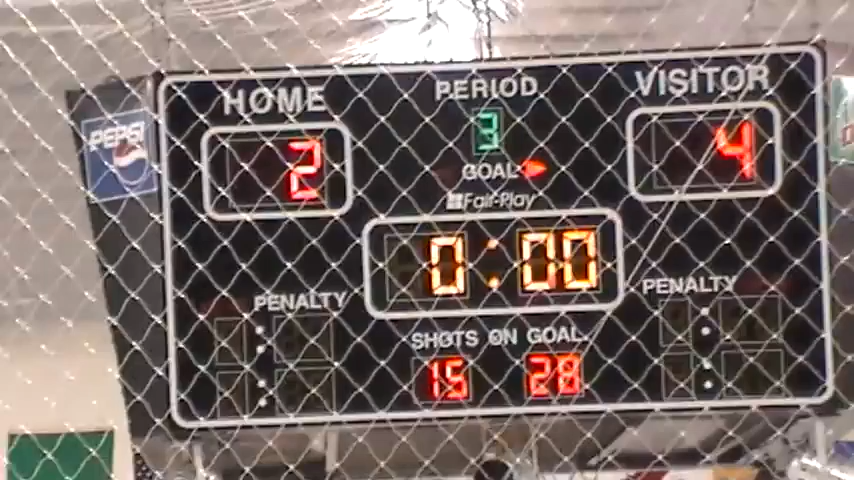 HOME PERIOD VISITOR
PEPSI
2 3 4
GOAL
Fair-Play
0:00
PENALTY PENALTY
SHOTS ON GOAL
15 28